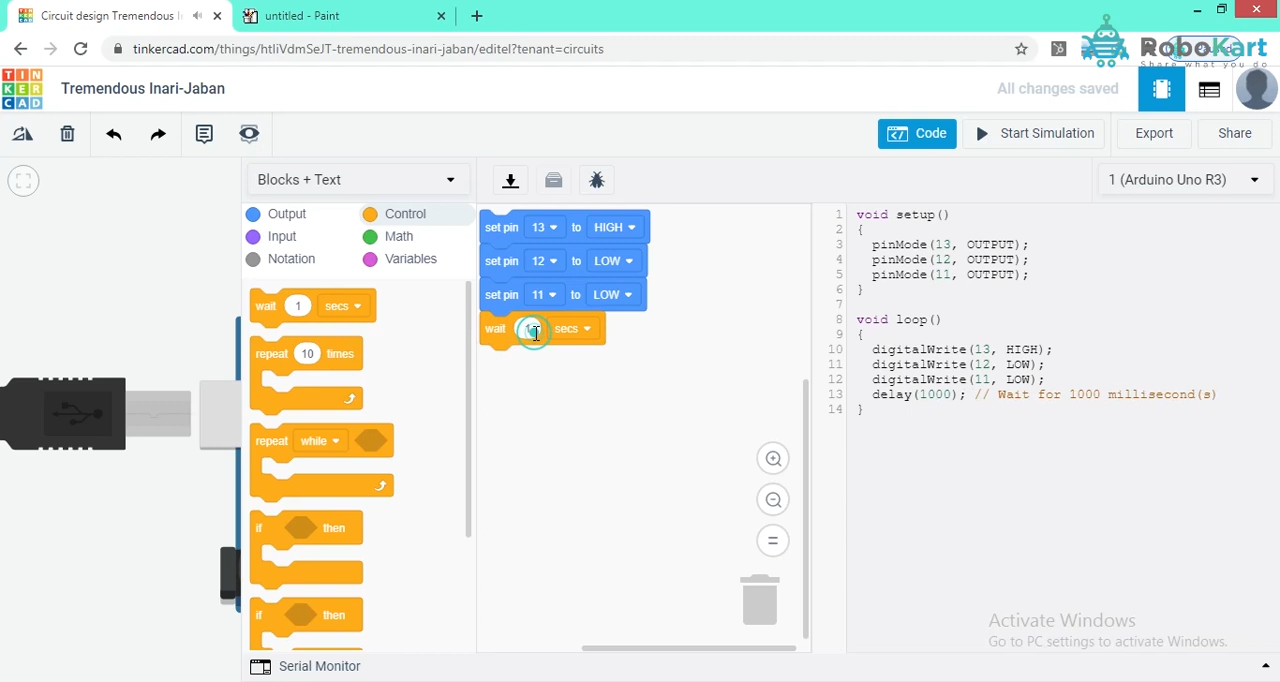 Circuit design Tremendous I
untitled - Paint
tinkercad.com/things/htliVdmSeJT-tremendous-inari-jaban/editel?tenant=circuits
RoboKart
Share what you do
TIN
KER
CAD
Tremendous Inari-Jaban
All changes saved
Code
Start Simulation
Export
Share
Blocks + Text
1 (Arduino Uno R3)
Output
Control
Input
Math
Notation
Variables
wait 1 secs
repeat 10 times
repeat while
if then
if then
set pin 13 to HIGH
set pin 12 to LOW
set pin 11 to LOW
wait 1 secs
1 void setup()
2 {
3 pinMode(13, OUTPUT);
4 pinMode(12, OUTPUT);
5 pinMode(11, OUTPUT);
6 }
7
8 void loop()
9 {
10 digitalWrite(13, HIGH);
11 digitalWrite(12, LOW);
12 digitalWrite(11, LOW);
13 delay(1000); // Wait for 1000 millisecond(s)
14 }
Activate Windows
Go to PC settings to activate Windows.
Serial Monitor